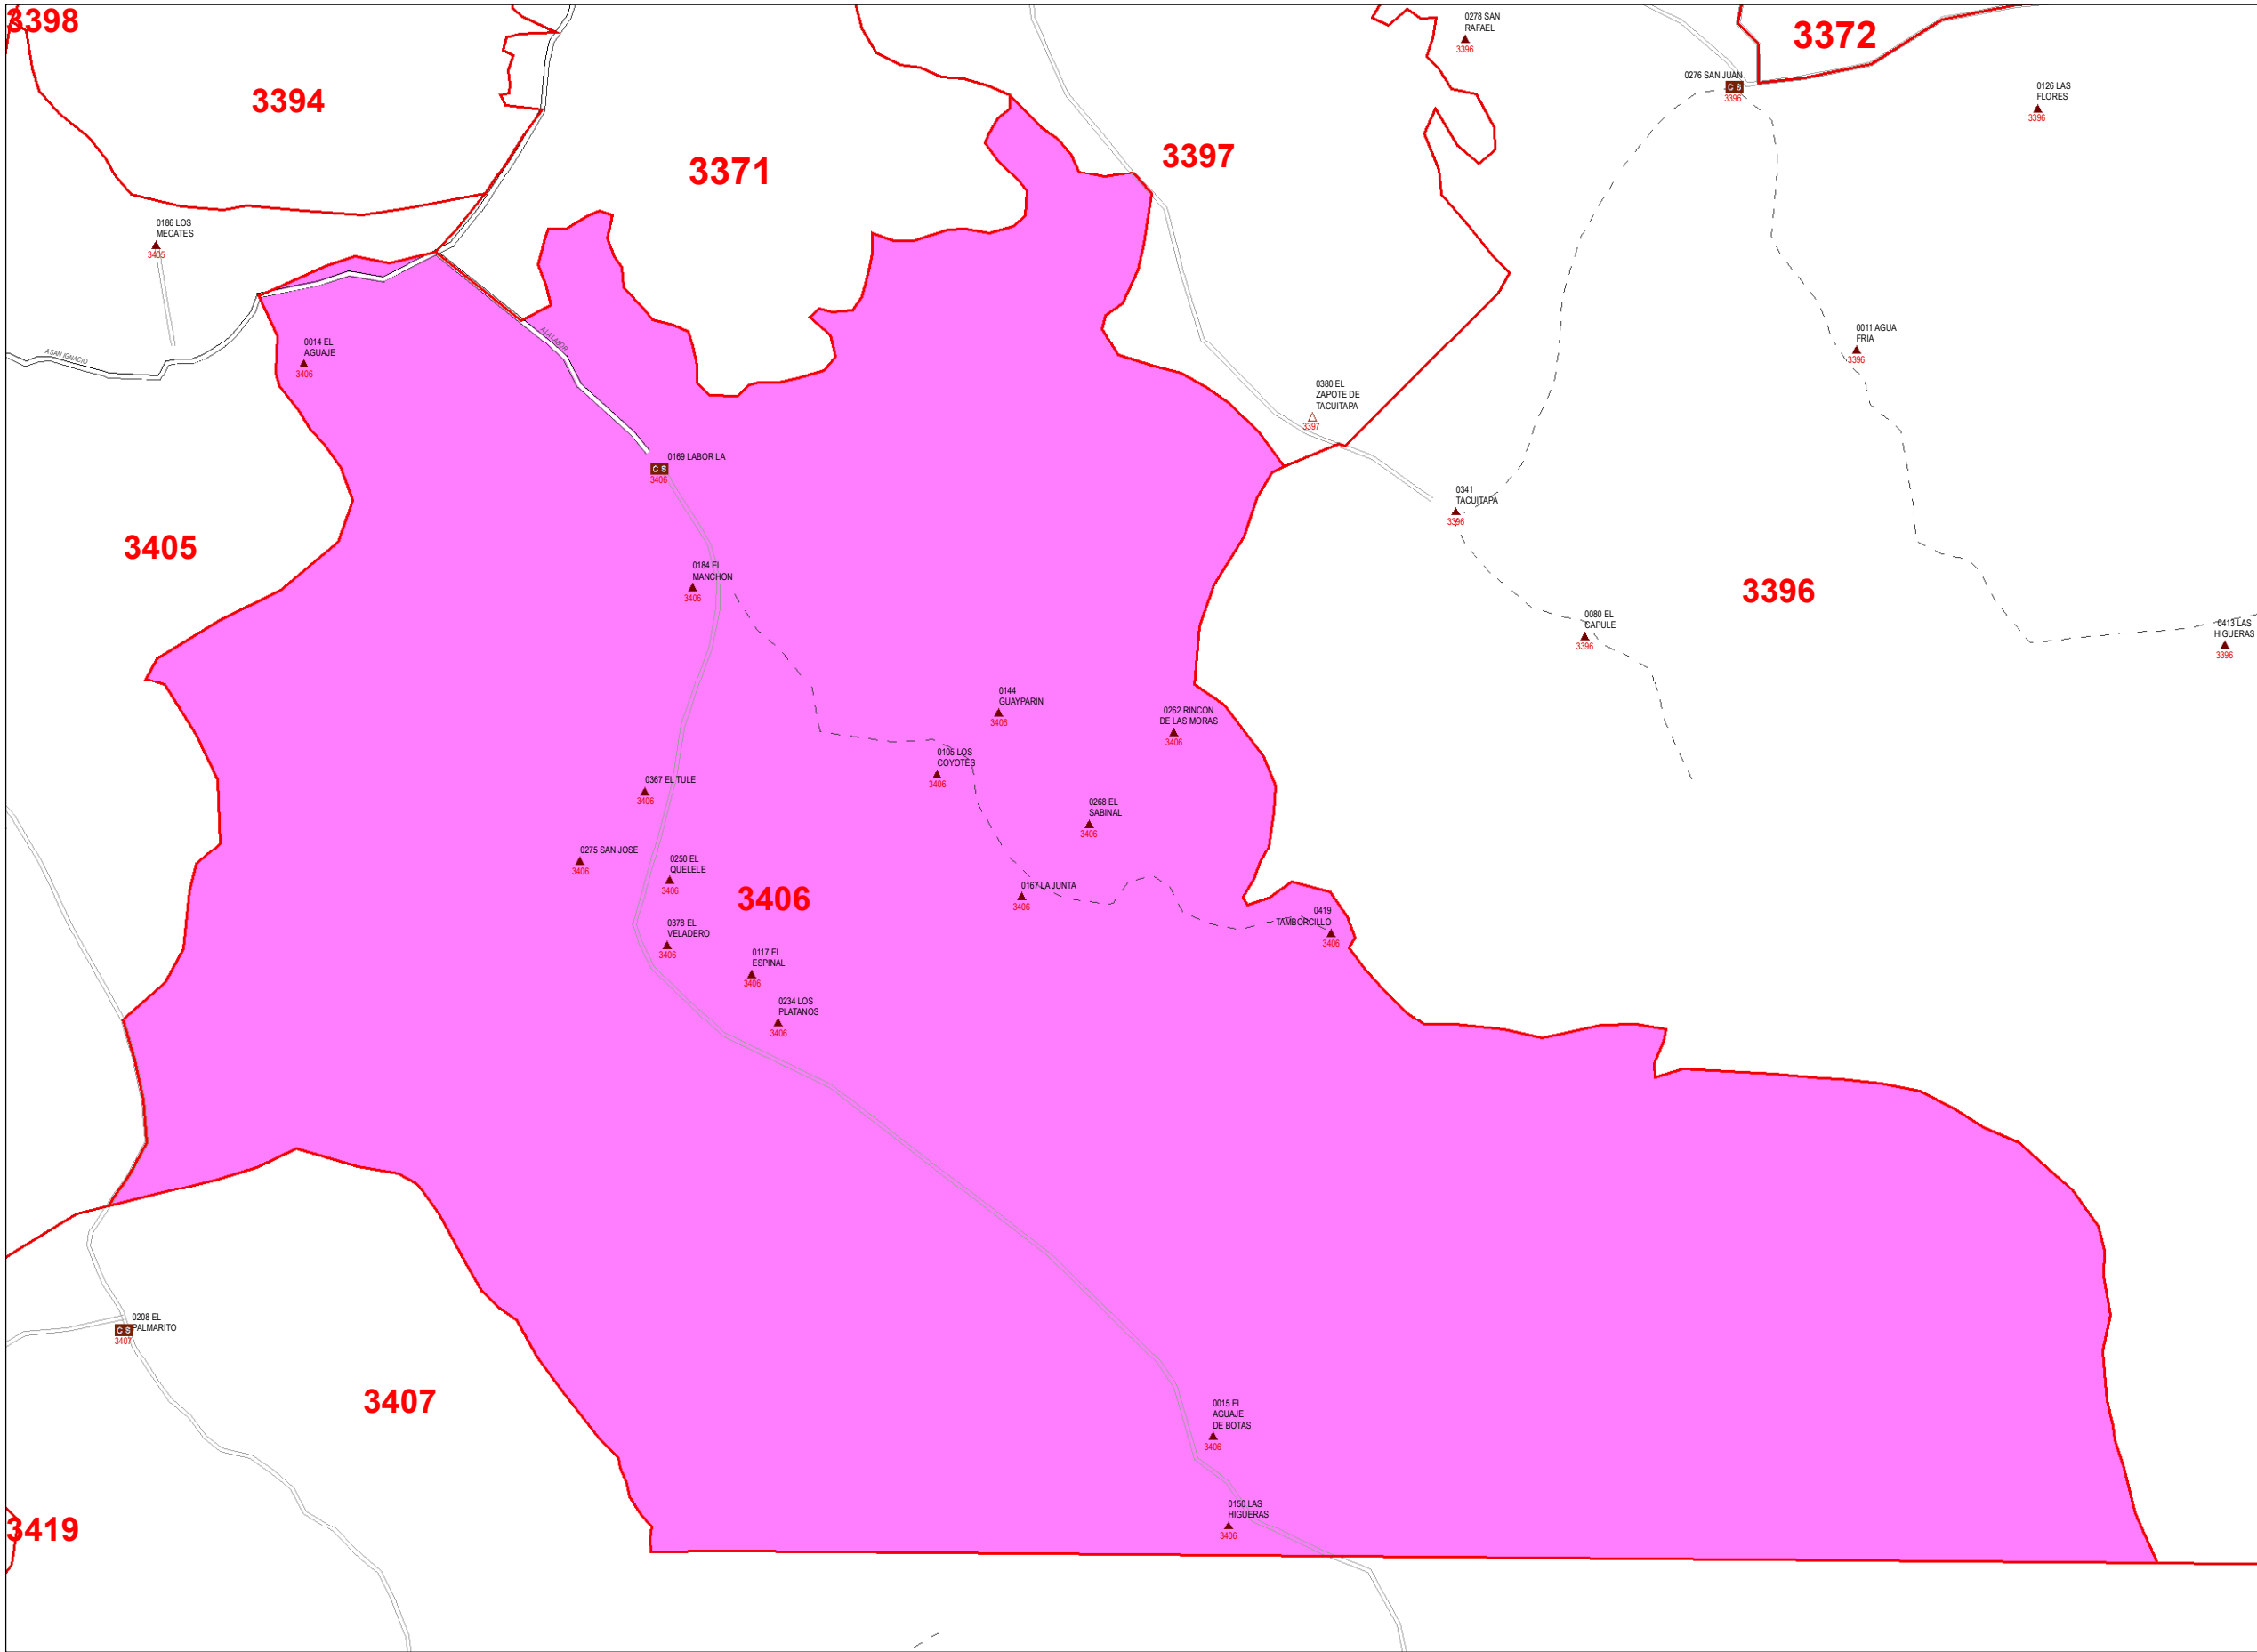 3398
3394
3371
3397
3372
0278 SAN
RAFAEL
3396
0276 SAN JUAN
C S
3396
0126 LAS
FLORES
3396
0186 LOS
MECATES
3405
A SAN IGNACIO
A LA LABOR
0014 EL
AGUAJE
3406
0011 AGUA
FRIA
3396
0380 EL
ZAPOTE DE
TACUITAPA
3397
0169 LABOR LA
C S
3406
0341
TACUITAPA
3396
3405
0184 EL
MANCHON
3406
3396
0080 EL
CAPULE
3396
0413 LAS
HIGUERAS
3396
0144
GUAYPARIN
3406
0262 RINCON
DE LAS MORAS
3406
0105 LOS
COYOTES
3406
0367 EL TULE
3406
0268 EL
SABINAL
3406
0275 SAN JOSE
3406
0250 EL
QUELELE
3406
3406
0167 LA JUNTA
3406
0419
TAMBORCILLO
3406
0378 EL
VELADERO
3406
0117 EL
ESPINAL
3406
0234 LOS
PLATANOS
3406
0208 EL
PALMARITO
C S
3407
3407
0015 EL
AGUAJE
DE BOTAS
3406
0150 LAS
HIGUERAS
3406
3419